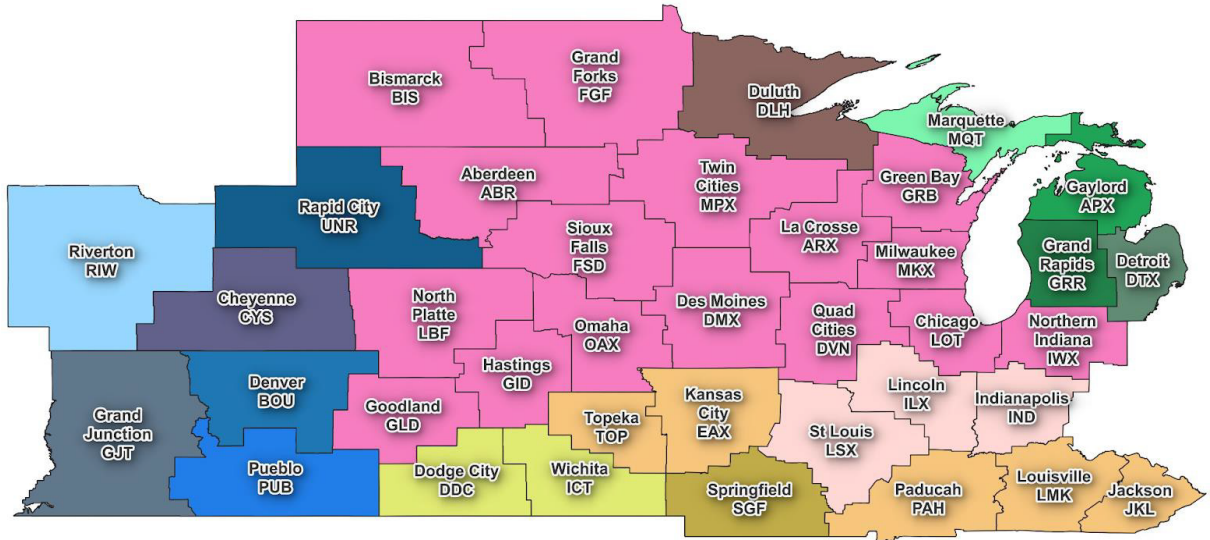 Bismarck
BIS
Grand
Forks
FGF
Duluth
DLH
Marquette
MQT
Aberdeen
ABR
Twin
Cities
MPX
Green Bay
GRB
Gaylord
APX
Rapid City
UNR
Riverton
RIW
Sioux
Falls
FSD
La Crosse
ARX
Milwaukee
MKX
Grand
Rapids
GRR
Detroit
DTX
Cheyenne
CYS
North
Platte
LBF
Omaha
OAX
Des Moines
DMX
Quad
Cities
DVN
Chicago
LOT
Northern
Indiana
IWX
Hastings
GID
Denver
BOU
Grand
Junction
GJT
Goodland
GLD
Topeka
TOP
Kansas
City
EAX
St Louis
LSX
Lincoln
ILX
Indianapolis
IND
Pueblo
PUB
Dodge City
DDC
Wichita
ICT
Springfield
SGF
Paducah
PAH
Louisville
LMK
Jackson
JKL